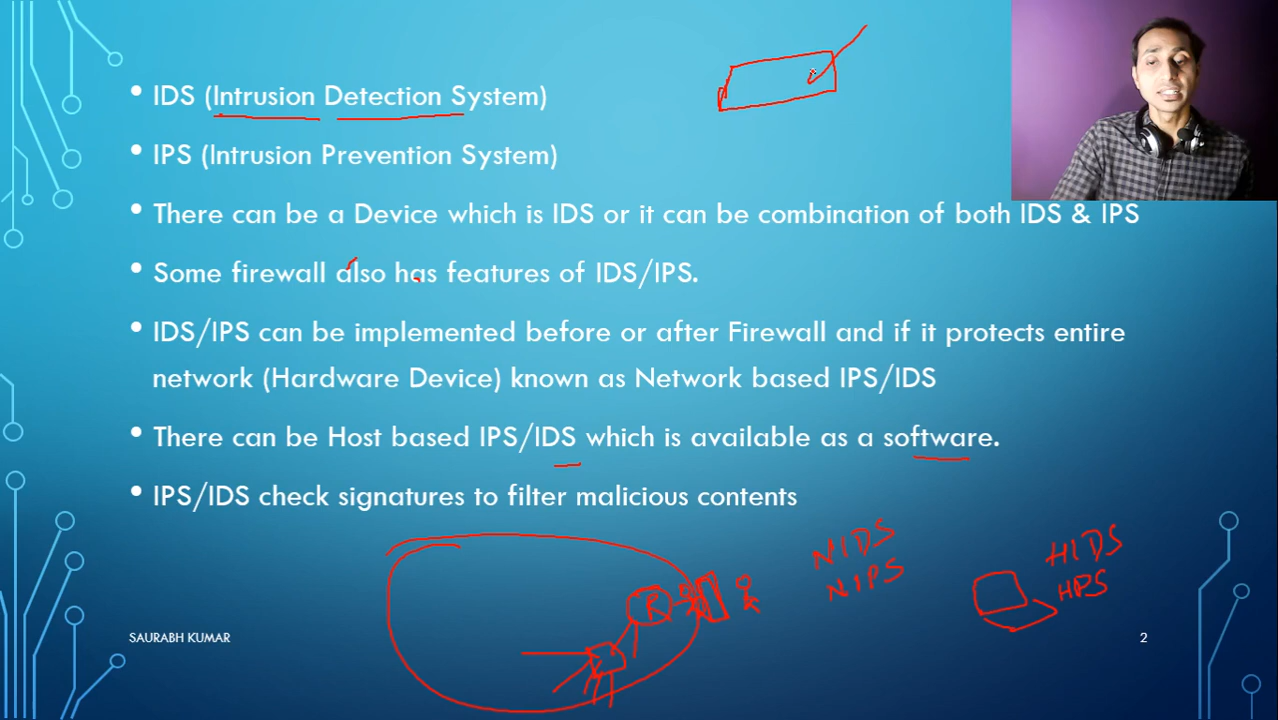 • IDS (Intrusion Detection System)
• IPS (Intrusion Prevention System)
• There can be a Device which is IDS or it can be combination of both IDS & IPS
• Some firewall also has features of IDS/IPS.
• IDS/IPS can be implemented before or after Firewall and if it protects entire
network (Hardware Device) known as Network based IPS/IDS
• There can be Host based IPS/IDS which is available as a software.
• IPS/IDS check signatures to filter malicious contents
NIDS
NIPS
HIDS
HIPS
R
SAURABH KUMAR
2